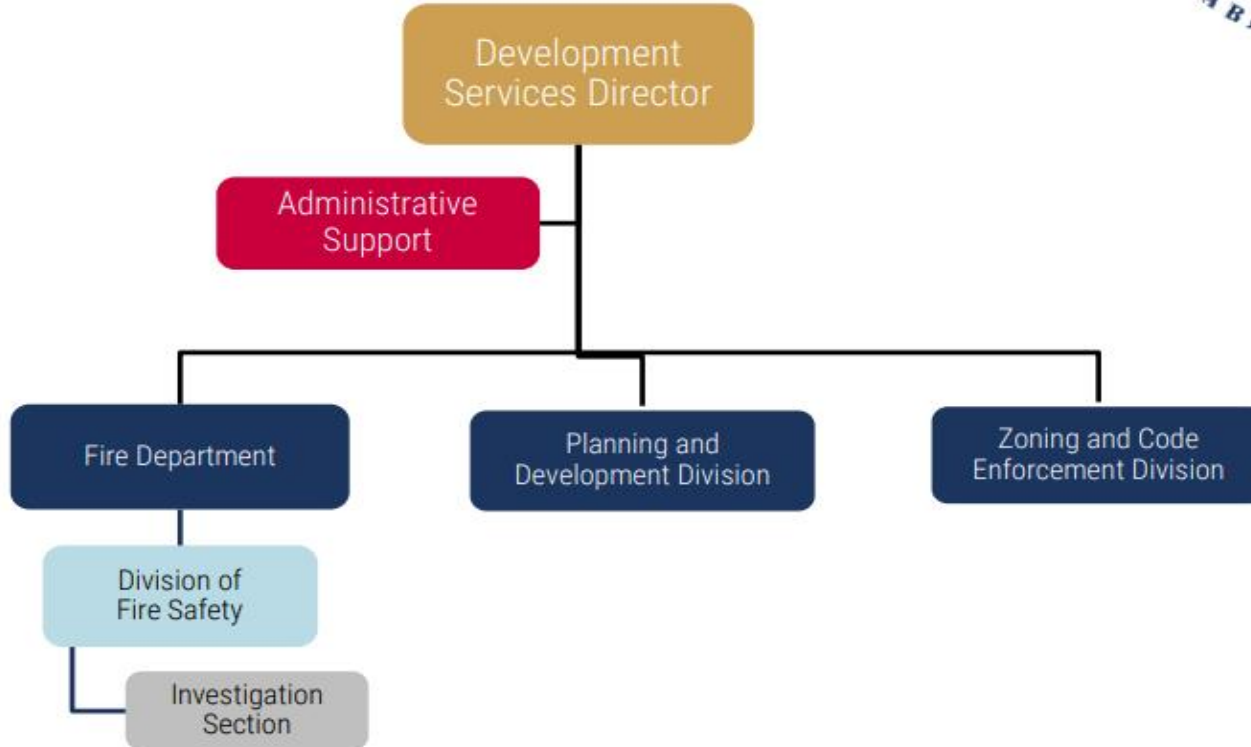 Development
Services Director
Administrative
Support
Fire Department
Planning and
Development Division
Zoning and Code
Enforcement Division
Division of
Fire Safety
Investigation
Section